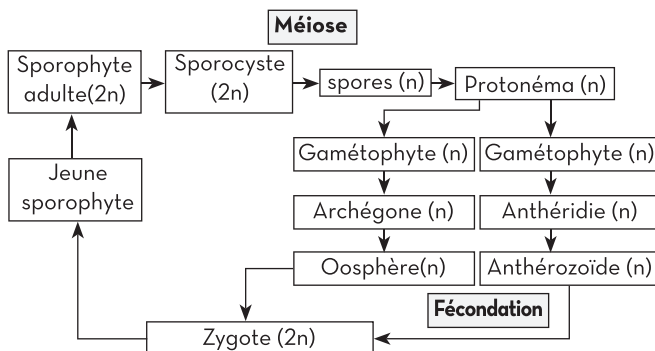 Méiose
Sporophyte
adulte(2n)
Sporocyste
(2n)
spores (n)
Protonéma (n)
Gamétophyte (n)
Gamétophyte (n)
Jeune
sporophyte
Archégone (n)
Anthéridie (n)
Oosphère(n)
Anthérozoïde (n)
Fécondation
Zygote (2n)